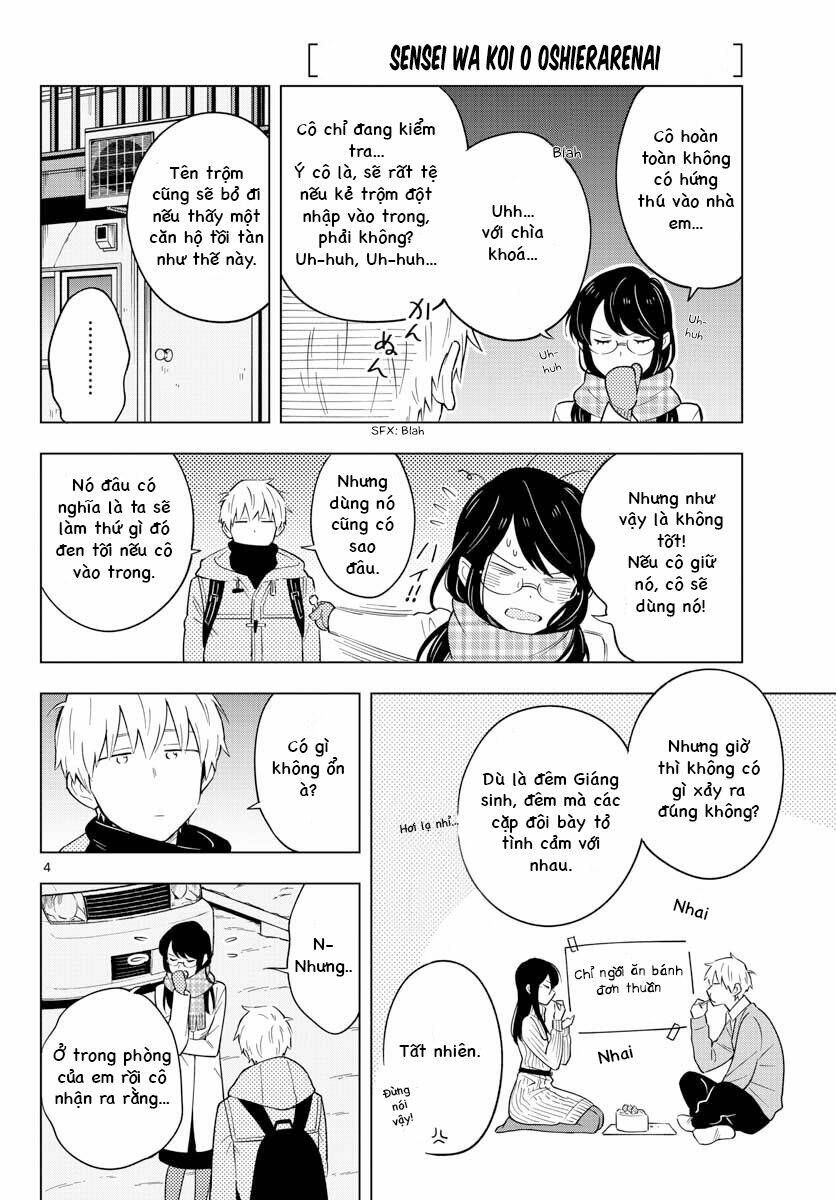 SENSEI WA KOI O OSHIERARENAI
Cô hoàn
toàn không
có hứng
thú vào nhà
em...
Blah
Uhh...
với chìa
khoá...
Uh-
huh
Uh-
huh
Cô chỉ đang kiểm
tra...
Ý cô là, sẽ rất tệ
nếu kẻ trộm đột
nhập vào trong,
phải không?
Uh-huh, Uh-huh...
かん
ぬん
SFX: Blah
Tên trộm
cũng sẽ bỏ đi
nếu thấy một
căn hộ tồi tàn
như thế này.
.........
Nhưng như
vậy là không
tốt!
Nếu cô giữ
nó, cô sẽ
dùng nó!
Nhưng
dùng nó
cũng có
sao
đâu.
Nó đâu có
nghĩa là ta sẽ
làm thứ gì đó
đen tối nếu cô
vào trong.
Nhưng giờ
thì không có
gì xảy ra
đúng không?
Dù là đêm Giáng
sinh, đêm mà các
cặp đôi bày tỏ
tình cảm với
nhau.
Hơi lạ nhỉ...
Nhai
Chỉ ngồi ăn bánh
đơn thuần
Nhai
Tất nhiên.
Đừng
nói
vậy!
Có gì
không ổn
à?
4
N-
Nhưng..
Ở trong phòng
của em rồi cô
nhận ra rằng...